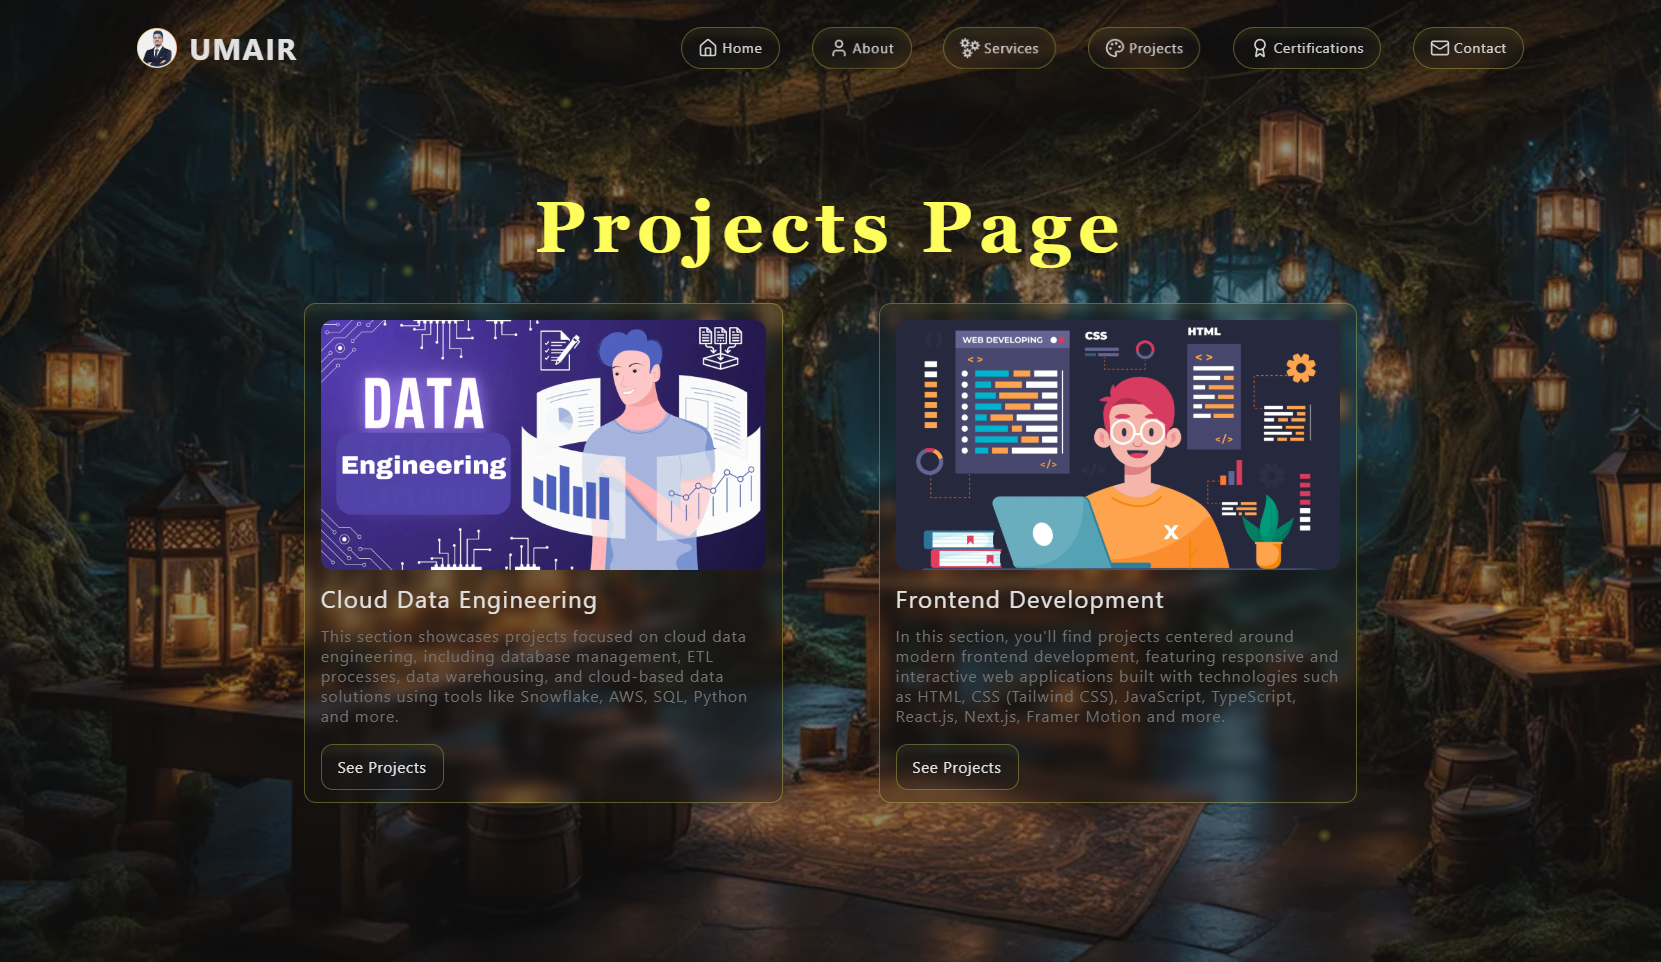 UMAIR
Home
About
Services
Projects
Certifications
Contact
Projects Page
DATA
Engineering
WEB DEVELOPING
< >
</>
CSS
HTML
< >
</>
</>
X
Cloud Data Engineering
This section showcases projects focused on cloud data
engineering, including database management, ETL
processes, data warehousing, and cloud-based data
solutions using tools like Snowflake, AWS, SQL, Python
and more.
See Projects
Frontend Development
In this section, you'll find projects centered around
modern frontend development, featuring responsive and
interactive web applications built with technologies such
as HTML, CSS (Tailwind CSS), JavaScript, TypeScript,
React.js, Next.js, Framer Motion and more.
See Projects